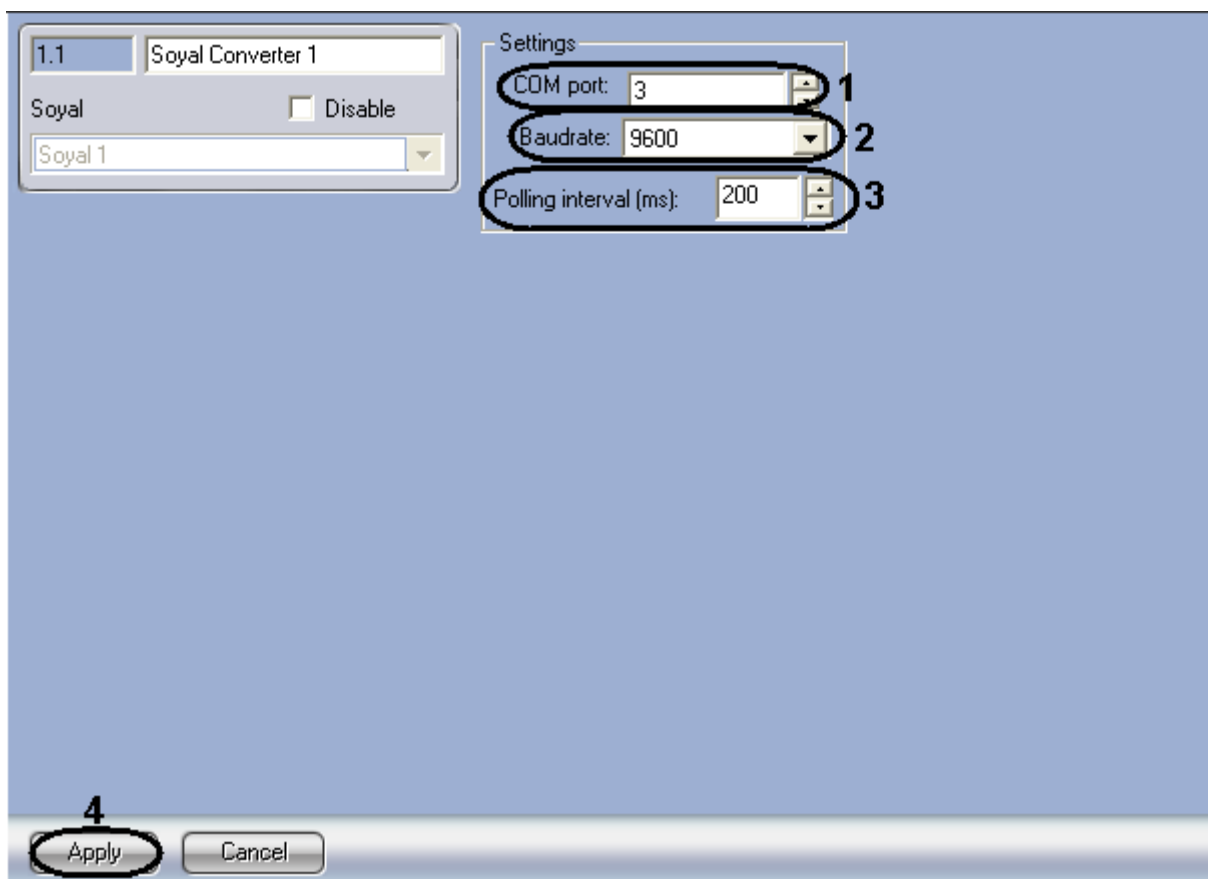 1.1 Soyal Converter 1
Soyal Disable
Soyal 1
Settings
COM port: 3 1
Baudrate: 9600 2
Polling interval (ms): 200 3
4
Apply Cancel